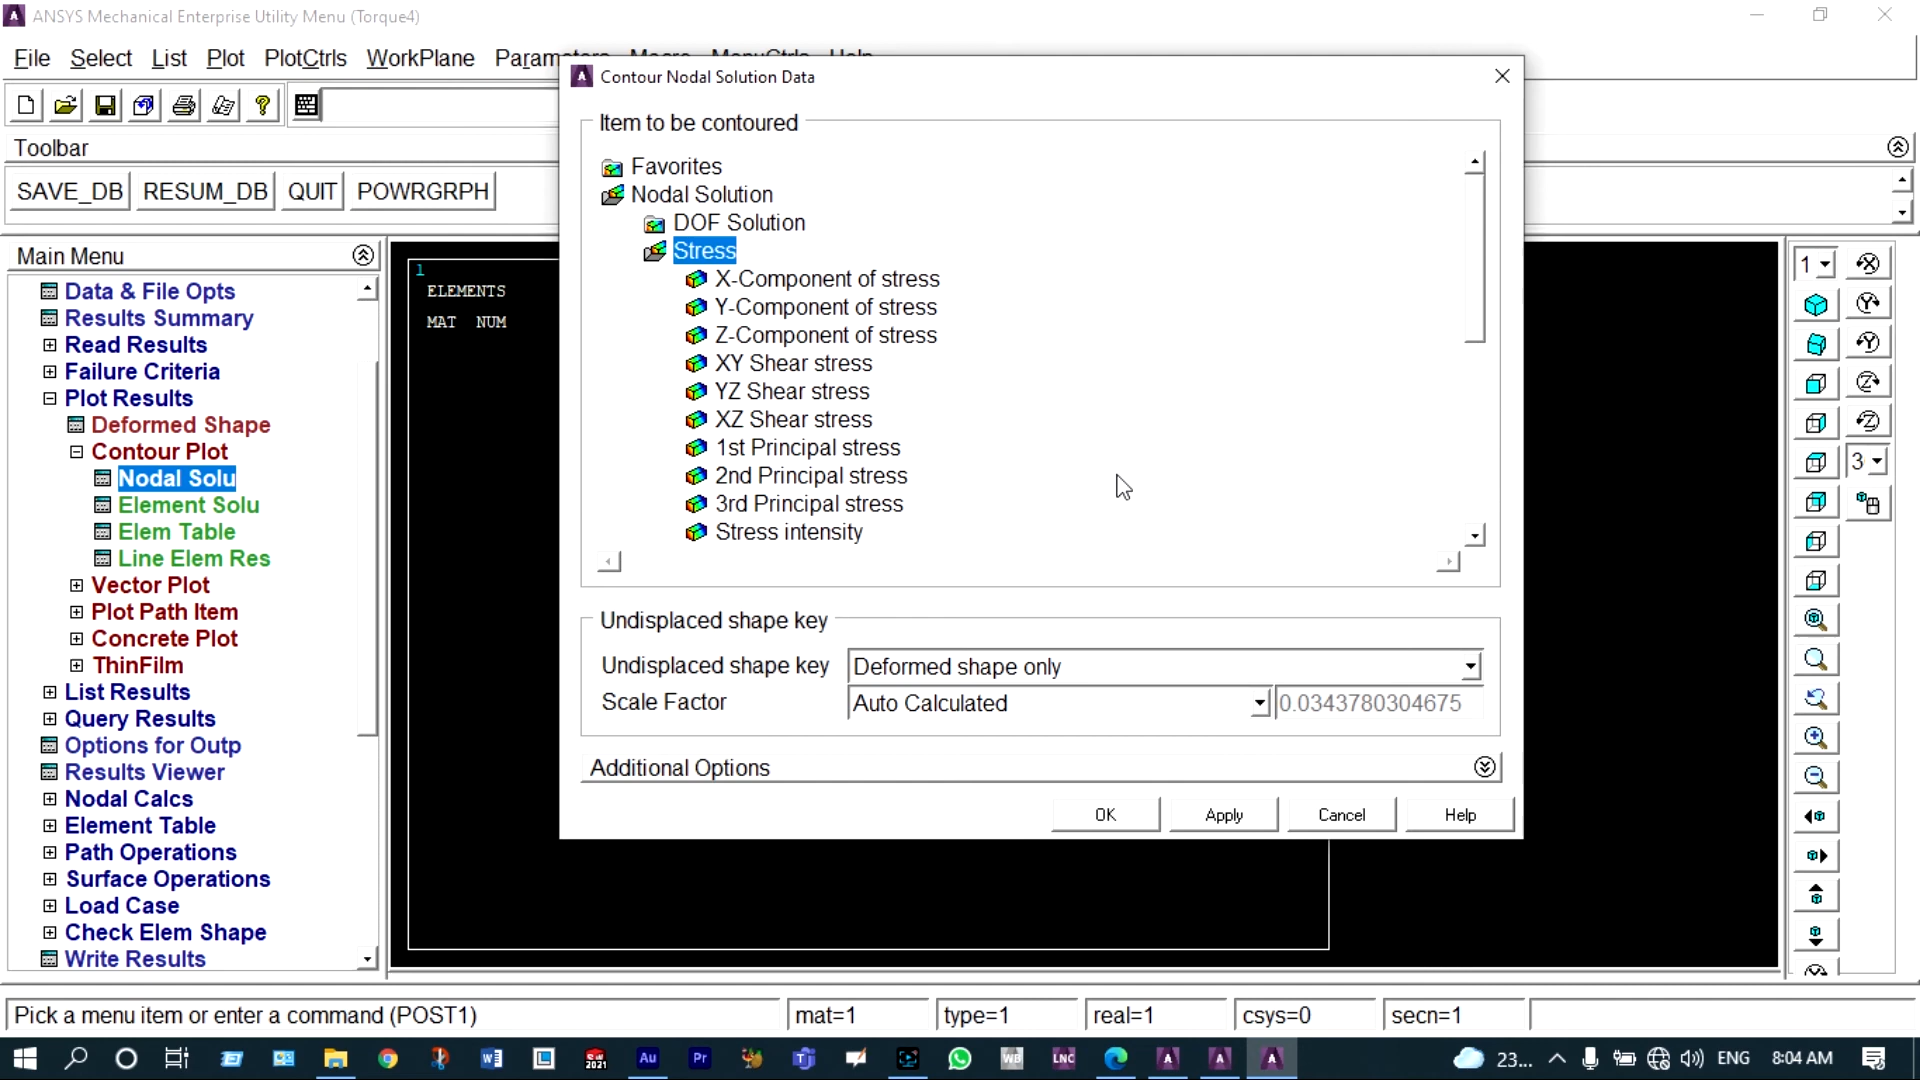 ANSYS Mechanical Enterprise Utility Menu (Torque4)
File Select List Plot PlotCtrls WorkPlane Parameters Macro MenuCtrls Help
Toolbar
SAVE_DB RESUM_DB QUIT POWRGRPH
Main Menu
Data & File Opts
Results Summary
Read Results
Failure Criteria
Plot Results
Deformed Shape
Contour Plot
Nodal Solu
Element Solu
Elem Table
Line Elem Res
Vector Plot
Plot Path Item
Concrete Plot
ThinFilm
List Results
Query Results
Options for Outp
Results Viewer
Nodal Calcs
Element Table
Path Operations
Surface Operations
Load Case
Check Elem Shape
Write Results
1
ELEMENTS
MAT NUM
Contour Nodal Solution Data
Item to be contoured
Favorites
Nodal Solution
DOF Solution
Stress
X-Component of stress
Y-Component of stress
Z-Component of stress
XY Shear stress
YZ Shear stress
XZ Shear stress
1st Principal stress
2nd Principal stress
3rd Principal stress
Stress intensity
Undisplaced shape key
Undisplaced shape key Deformed shape only
Scale Factor Auto Calculated 0.0343780304675
Additional Options
OK Apply Cancel Help
1
3
Pick a menu item or enter a command (POST1) mat=1 type=1 real=1 csys=0 secn=1
23... ENG 8:04 AM